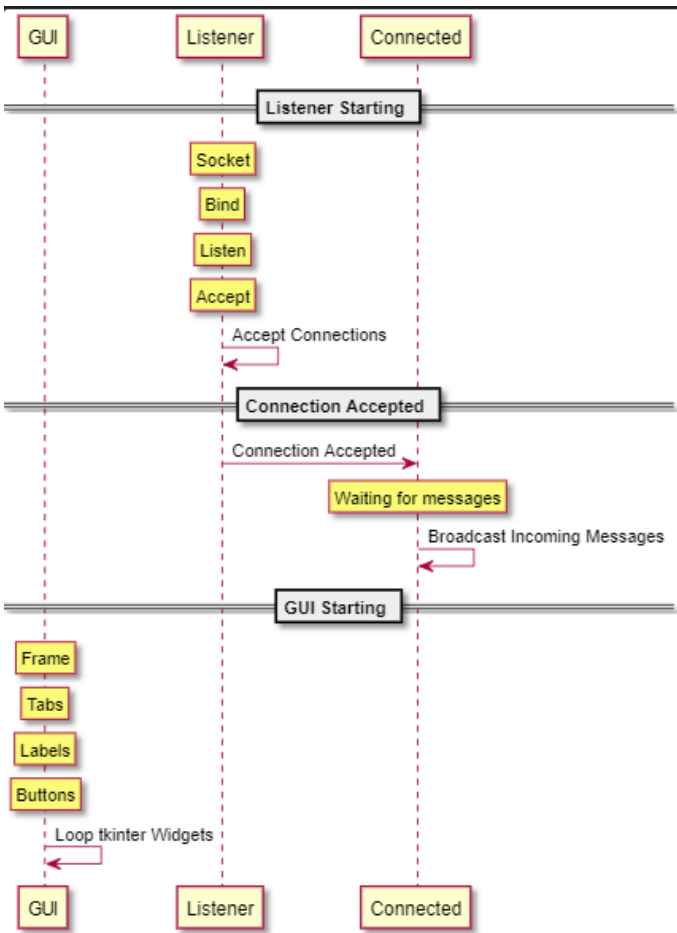 GUI
Listener
Connected
Listener Starting
Socket
Bind
Listen
Accept
Accept Connections
Connection Accepted
Connection Accepted
Waiting for messages
Broadcast Incoming Messages
GUI Starting
Frame
Tabs
Labels
Buttons
Loop tkinter Widgets
GUI
Listener
Connected